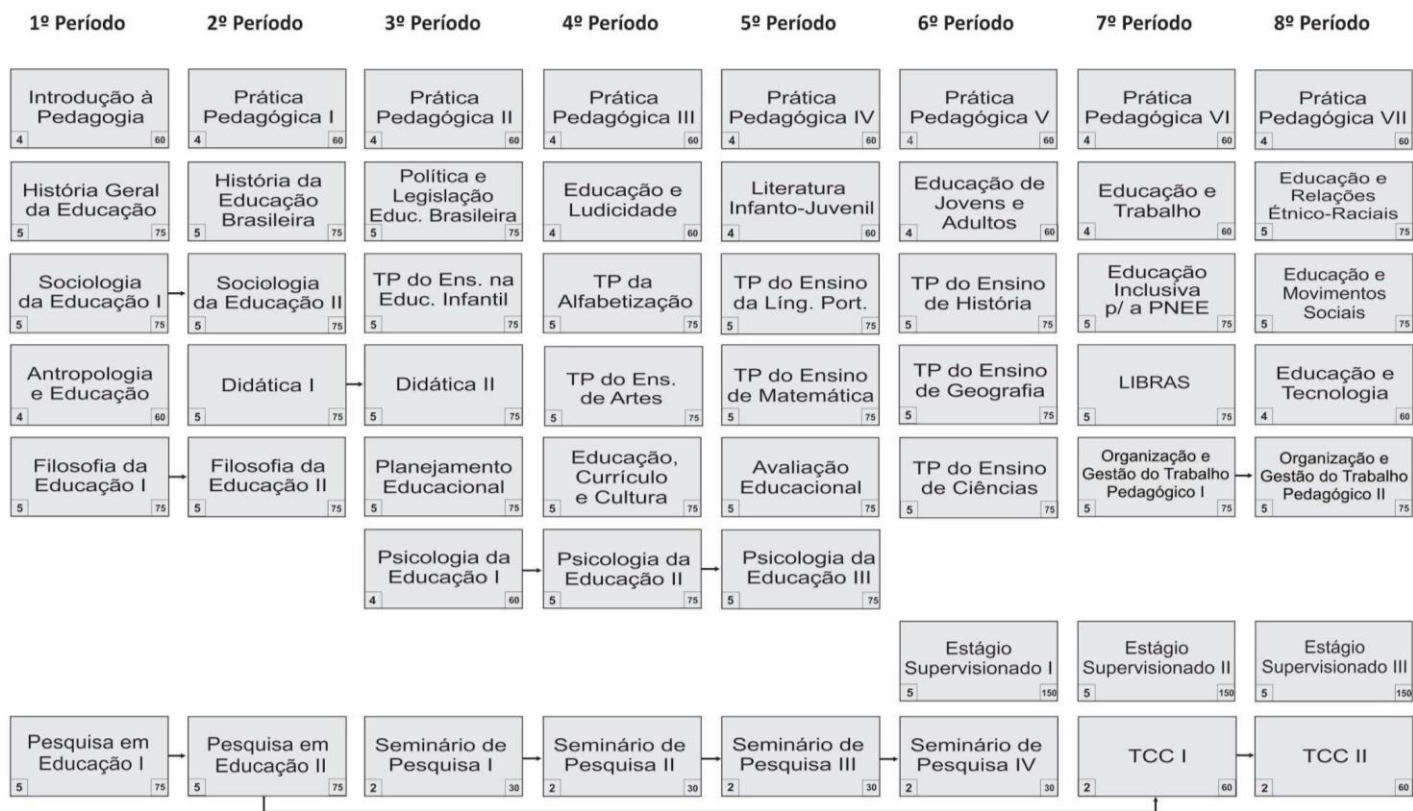 1º Período
2º Período
3º Período
4º Período
5º Período
6º Período
7º Período
8º Período
Introdução à
Pedagogia
4 60
Prática
Pedagógica I
4 60
Prática
Pedagógica II
4 60
Prática
Pedagógica III
4 60
Prática
Pedagógica IV
4 60
Prática
Pedagógica V
4 60
Prática
Pedagógica VI
4 60
Prática
Pedagógica VII
4 60
História Geral
da Educação
5 75
História da
Educação
Brasileira
5 75
Política e
Legislação
Educ. Brasileira
5 75
Educação e
Ludicidade
4 60
Literatura
Infanto-Juvenil
4 60
Educação de
Jovens e
Adultos
4 60
Educação e
Trabalho
4 60
Educação e
Relações
Étnico-Raciais
5 75
Sociologia
da Educação I
5 75
Sociologia
da Educação II
5 75
TP do Ens. na
Educ. Infantil
5 75
TP da
Alfabetização
5 75
TP do Ensino
da Líng. Port.
5 75
TP do Ensino
de História
5 75
Educação
Inclusiva
p/ a PNEE
5 75
Educação e
Movimentos
Sociais
5 75
Antropologia
e Educação
4 60
Didática I
5 75
Didática II
5 75
TP do Ens.
de Artes
5 75
TP do Ensino
de Matemática
5 75
TP do Ensino
de Geografia
5 75
LIBRAS
5 75
Educação e
Tecnologia
4 60
Filosofia da
Educação I
5 75
Filosofia da
Educação II
5 75
Planejamento
Educacional
5 75
Educação,
Currículo
e Cultura
5 75
Avaliação
Educacional
5 75
TP do Ensino
de Ciências
5 75
Organização e
Gestão do Trabalho
Pedagógico I
5 75
Organização e
Gestão do Trabalho
Pedagógico II
5 75
Psicologia da
Educação I
4 60
Psicologia da
Educação II
5 75
Psicologia da
Educação III
5 75
Estágio
Supervisionado I
5 150
Estágio
Supervisionado II
5 150
Estágio
Supervisionado III
5 150
Pesquisa em
Educação I
5 75
Pesquisa em
Educação II
5 75
Seminário de
Pesquisa I
2 30
Seminário de
Pesquisa II
2 30
Seminário de
Pesquisa III
2 30
Seminário de
Pesquisa IV
2 30
TCC I
2 60
TCC II
2 60